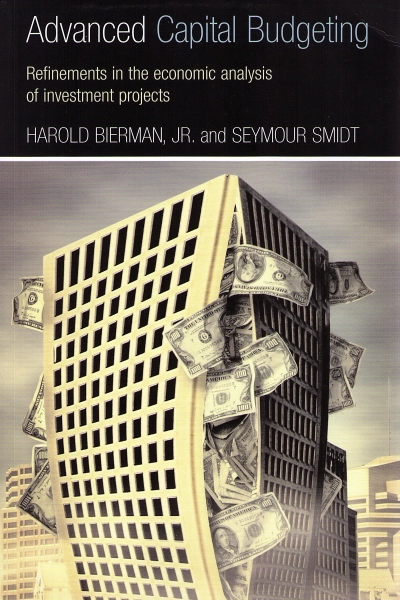 Advanced Capital Budgeting
Refinements in the economic analysis
of investment projects
HAROLD BIERMAN, JR. and SEYMOUR SMIDT